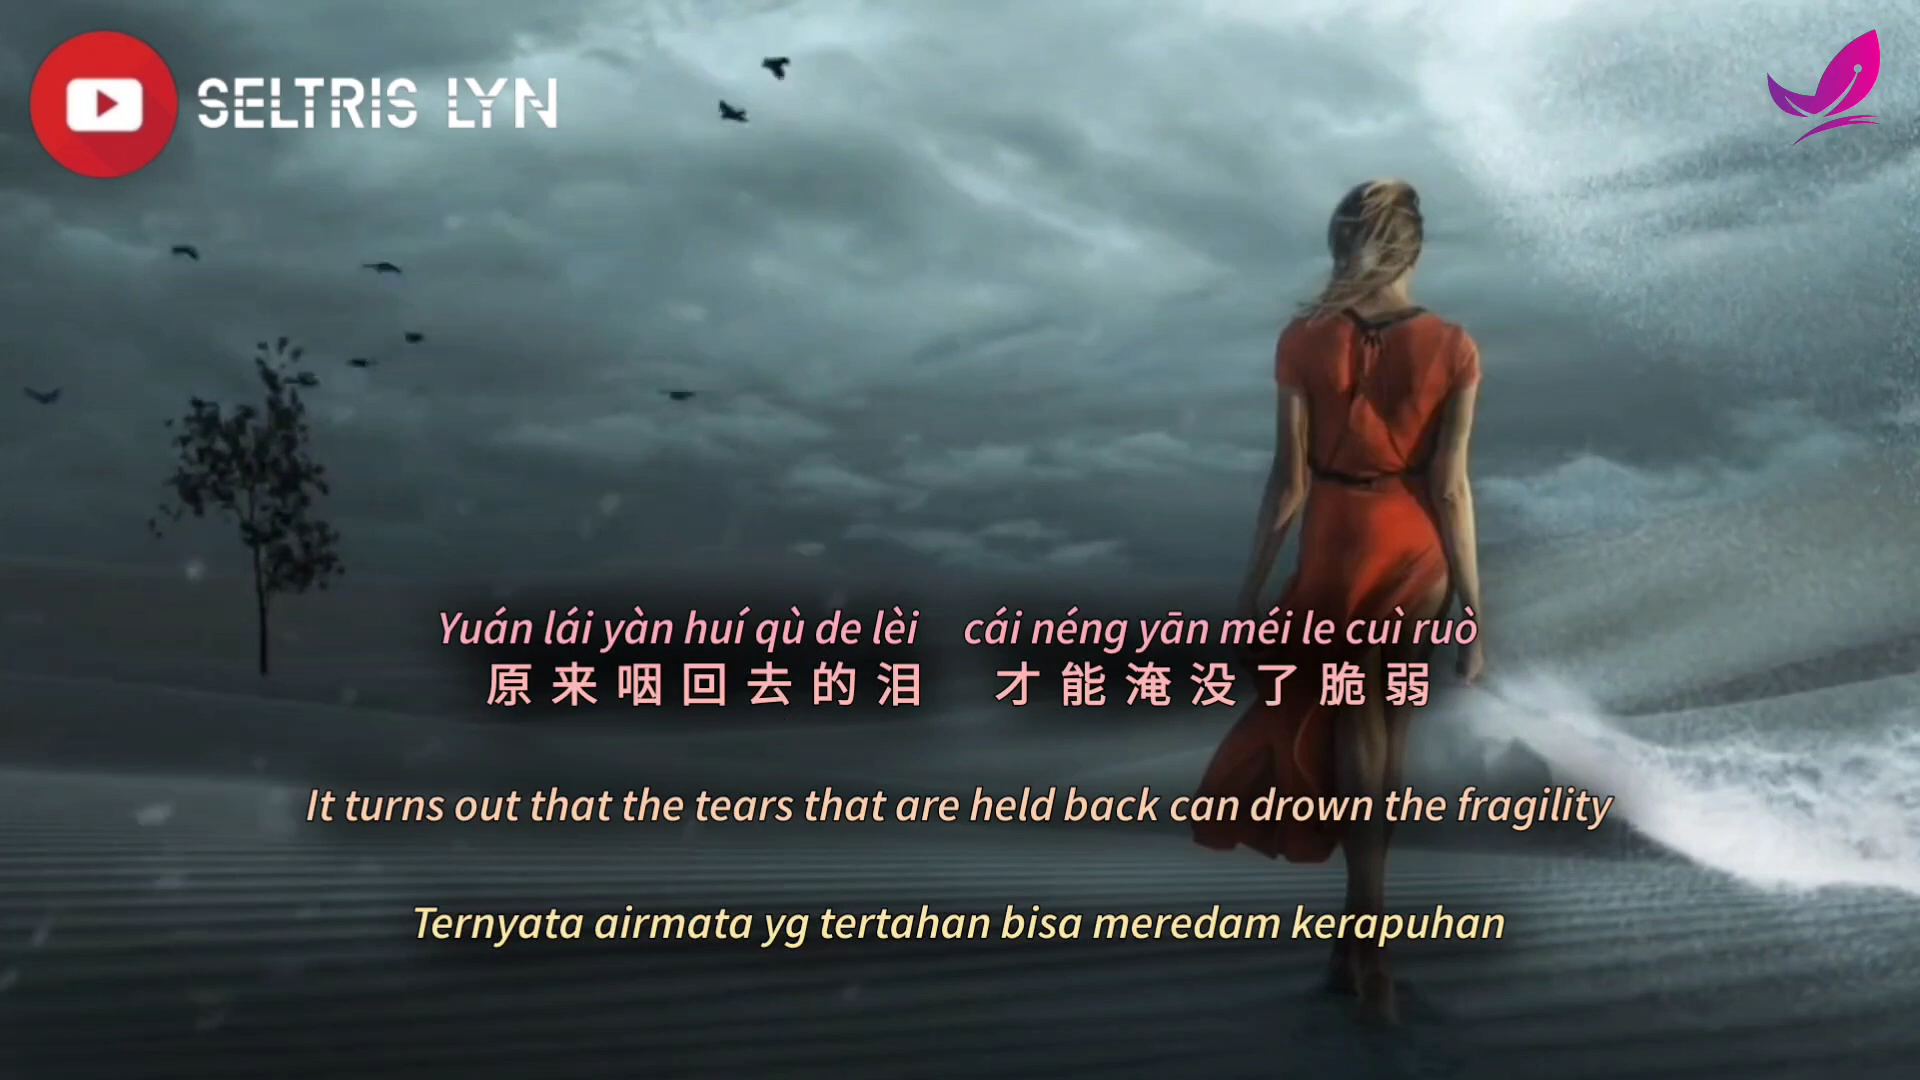 SELTRIS LYN
Yuán lái yàn huí qù de lèi cái néng yān méi le cuì ruò
原来咽回去的泪 才能淹没了脆弱
It turns out that the tears that are held back can drown the fragility
Ternyata airmata yg tertahan bisa meredam kerapuhan